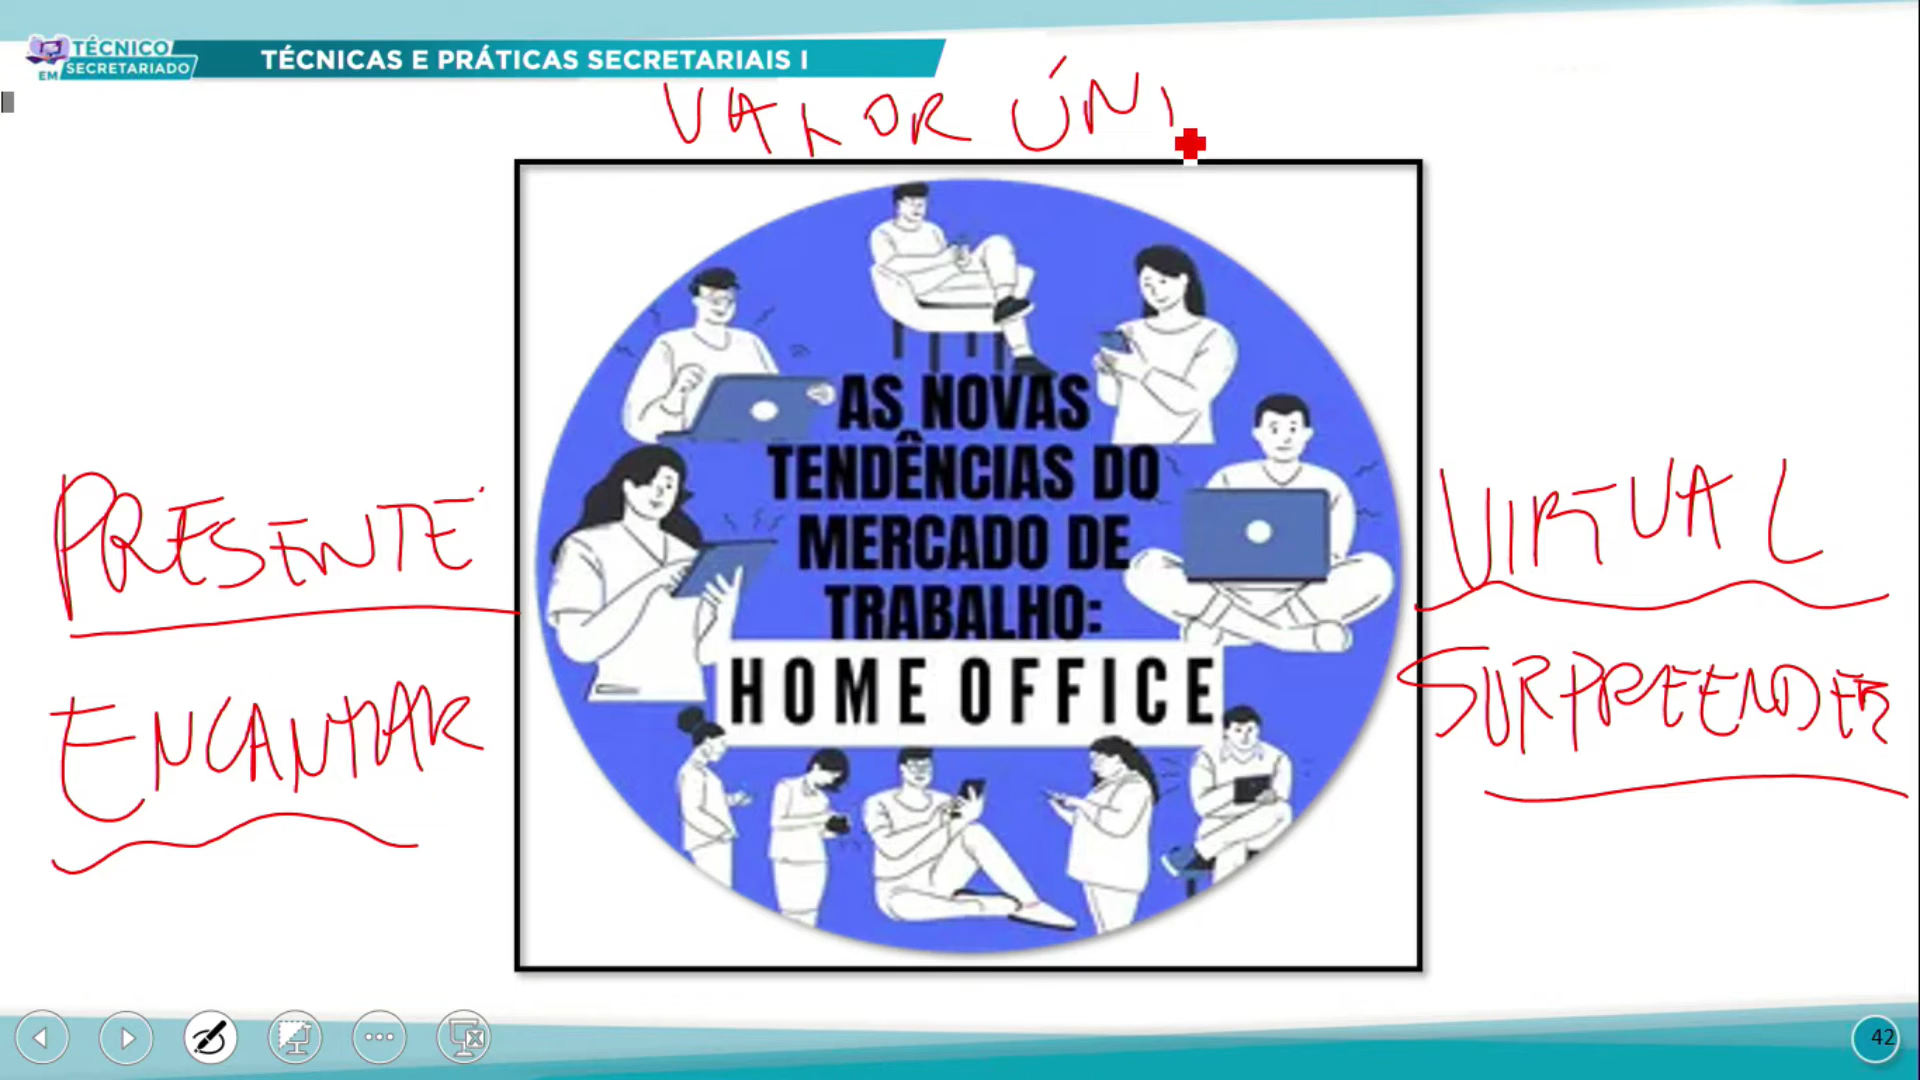 TÉCNICO
EM SECRETARIADO
TÉCNICAS E PRÁTICAS SECRETARIAIS I
VALOR ÚNI
AS NOVAS
TENDÊNCIAS DO
MERCADO DE
TRABALHO:
HOME OFFICE
PRESENTE
ENCANTAR
VIRTUAL
SURPREENDER
42